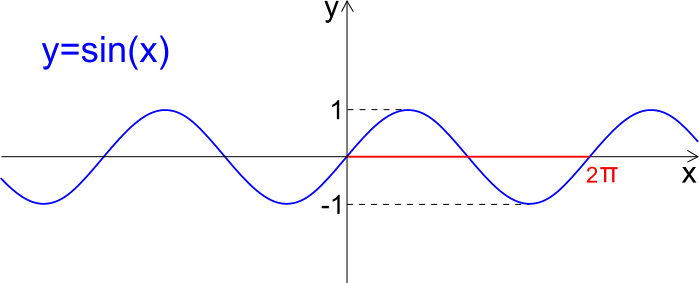 y
y=sin(x)
1
2π
x
-1